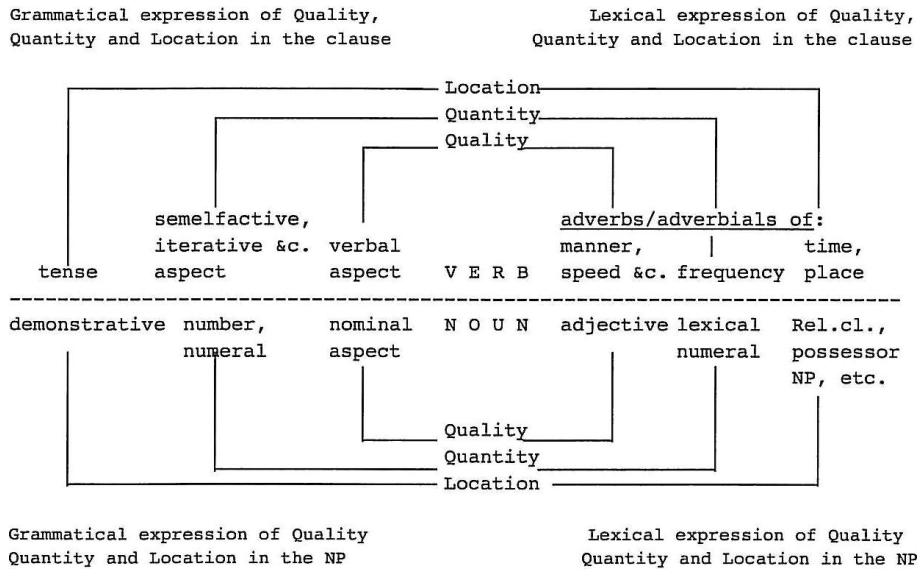 Grammatical expression of Quality, Lexical expression of Quality,
Quantity and Location in the clause Quantity and Location in the clause
Location
Quantity
Quality
semelfactive, adverbs/adverbials of:
iterative &c. verbal manner, time,
tense aspect aspect V E R B speed &c. frequency place
demonstrative number, nominal N O U N adjective lexical Rel.cl.,
numeral aspect numeral possessor
NP, etc.
Quality
Quantity
Location
Grammatical expression of Quality Lexical expression of Quality
Quantity and Location in the NP Quantity and Location in the NP